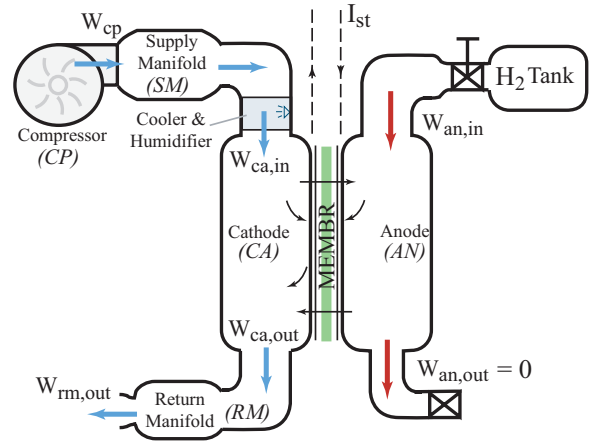 W_cp
I_st
Supply
Manifold
(SM)
H₂ Tank
Compressor
(CP)
Cooler &
Humidifier
W_an,in
W_ca,in
MEMBR
Cathode
(CA)
Anode
(AN)
W_ca,out
W_an,out = 0
W_rm,out
Return
Manifold (RM)